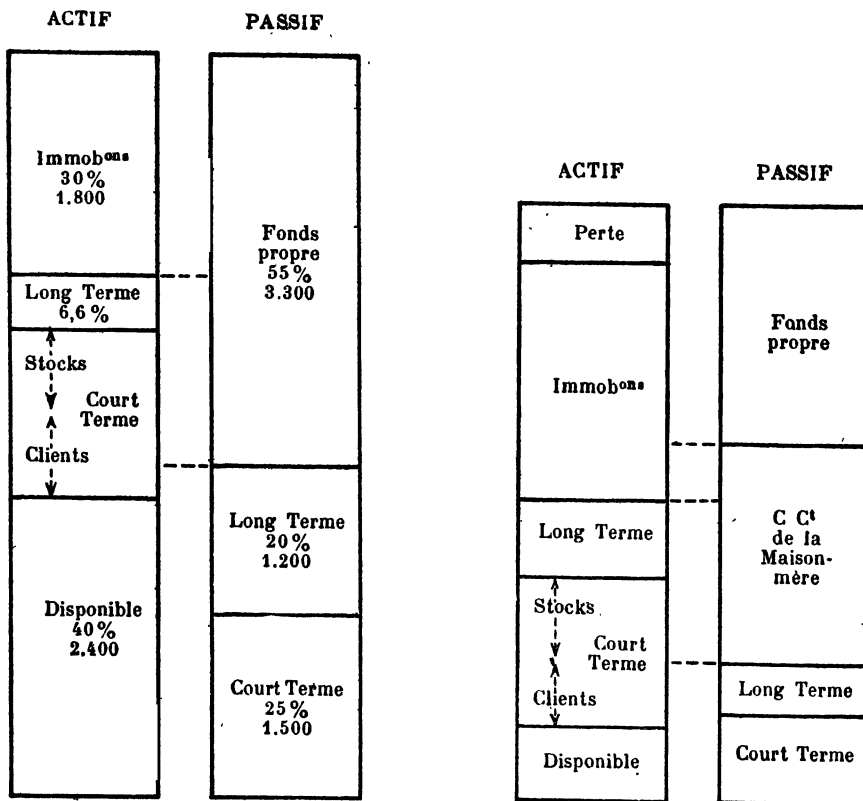 ACTIF
PASSIF
Immobons
30%
1.800
Long Terme
6,6%
Stocks
Court
Terme
Clients
Disponible
40%
2.400
Fonds
propre
55%
3.300
Long Terme
20%
1.200
Court Terme
25%
1.500
ACTIF
PASSIF
Perte
Immobons
Long Terme
Stocks
Court
Terme
Clients
Disponible
Fonds
propre
C Ct
de la
Maison-
mère
Long Terme
Court Terme